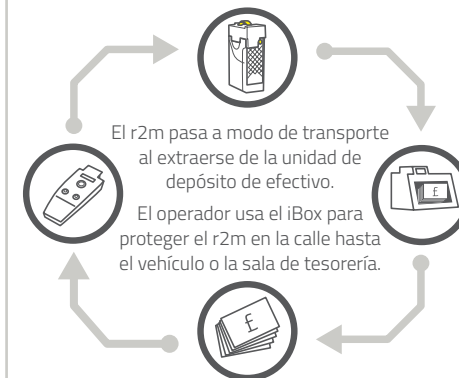 El r2m pasa a modo de transporte
al extraerse de la unidad de
depósito de efectivo.
El operador usa el iBox para
proteger el r2m en la calle hasta
el vehículo o la sala de tesorería.
£
£